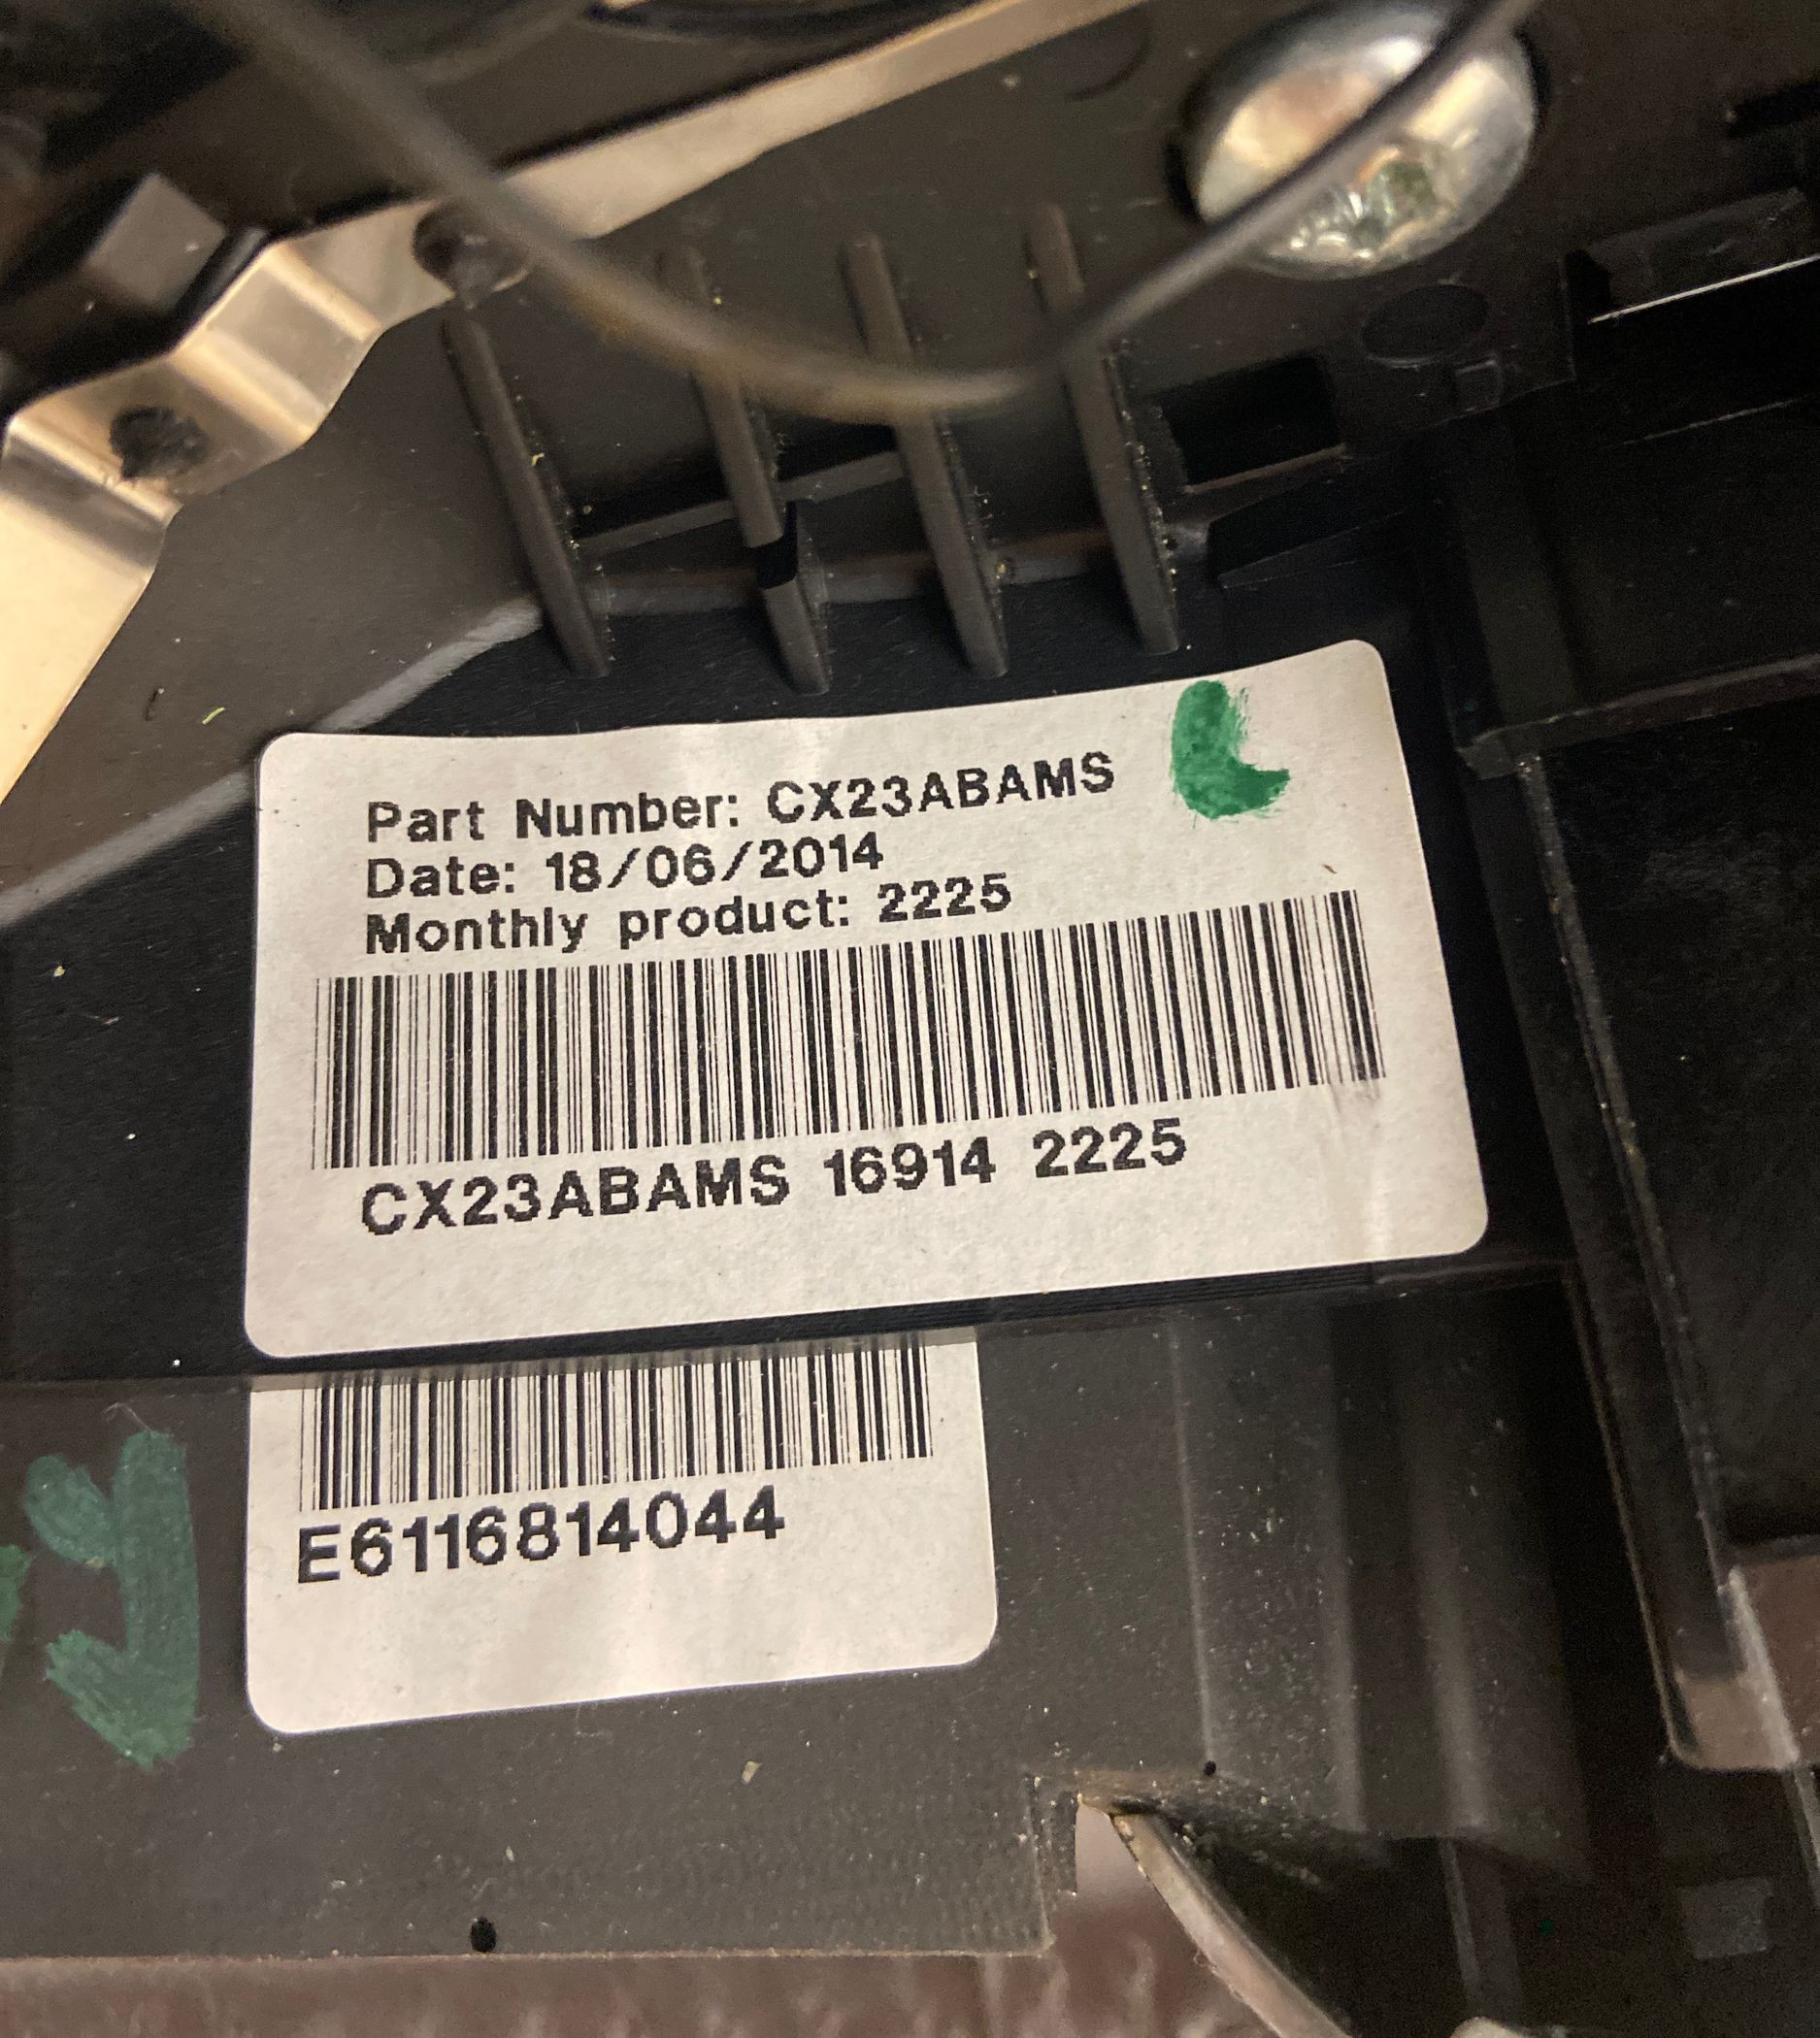 Part Number: CX23ABAMS
Date: 18/06/2014
Monthly product: 2225
CX23ABAMS 16914 2225
E6116814044